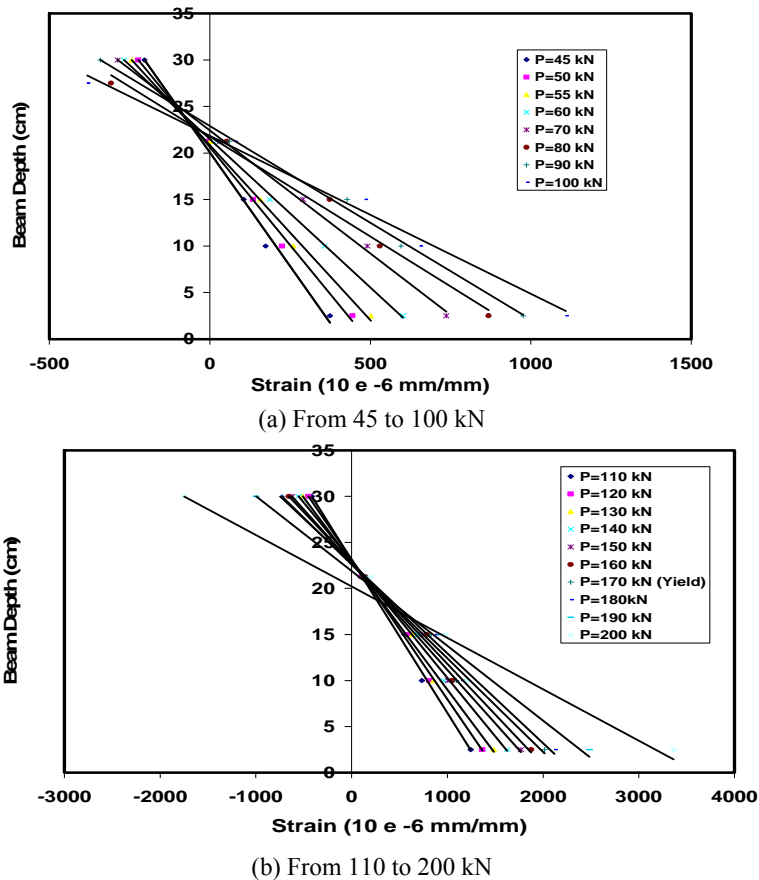 35
30
25
20
15
10
5
0
Beam Depth (cm)
-500
0
500
1000
1500
Strain (10 e -6 mm/mm)
P=45 kN
P=50 kN
P=55 kN
P=60 kN
P=70 kN
P=80 kN
P=90 kN
P=100 kN
(a) From 45 to 100 kN
35
30
25
20
15
10
5
0
Beam Depth (cm)
-3000
-2000
-1000
0
1000
2000
3000
4000
Strain (10 e -6 mm/mm)
P=110 kN
P=120 kN
P=130 kN
P=140 kN
P=150 kN
P=160 kN
P=170 kN (Yield)
P=180kN
P=190 kN
P=200 kN
(b) From 110 to 200 kN